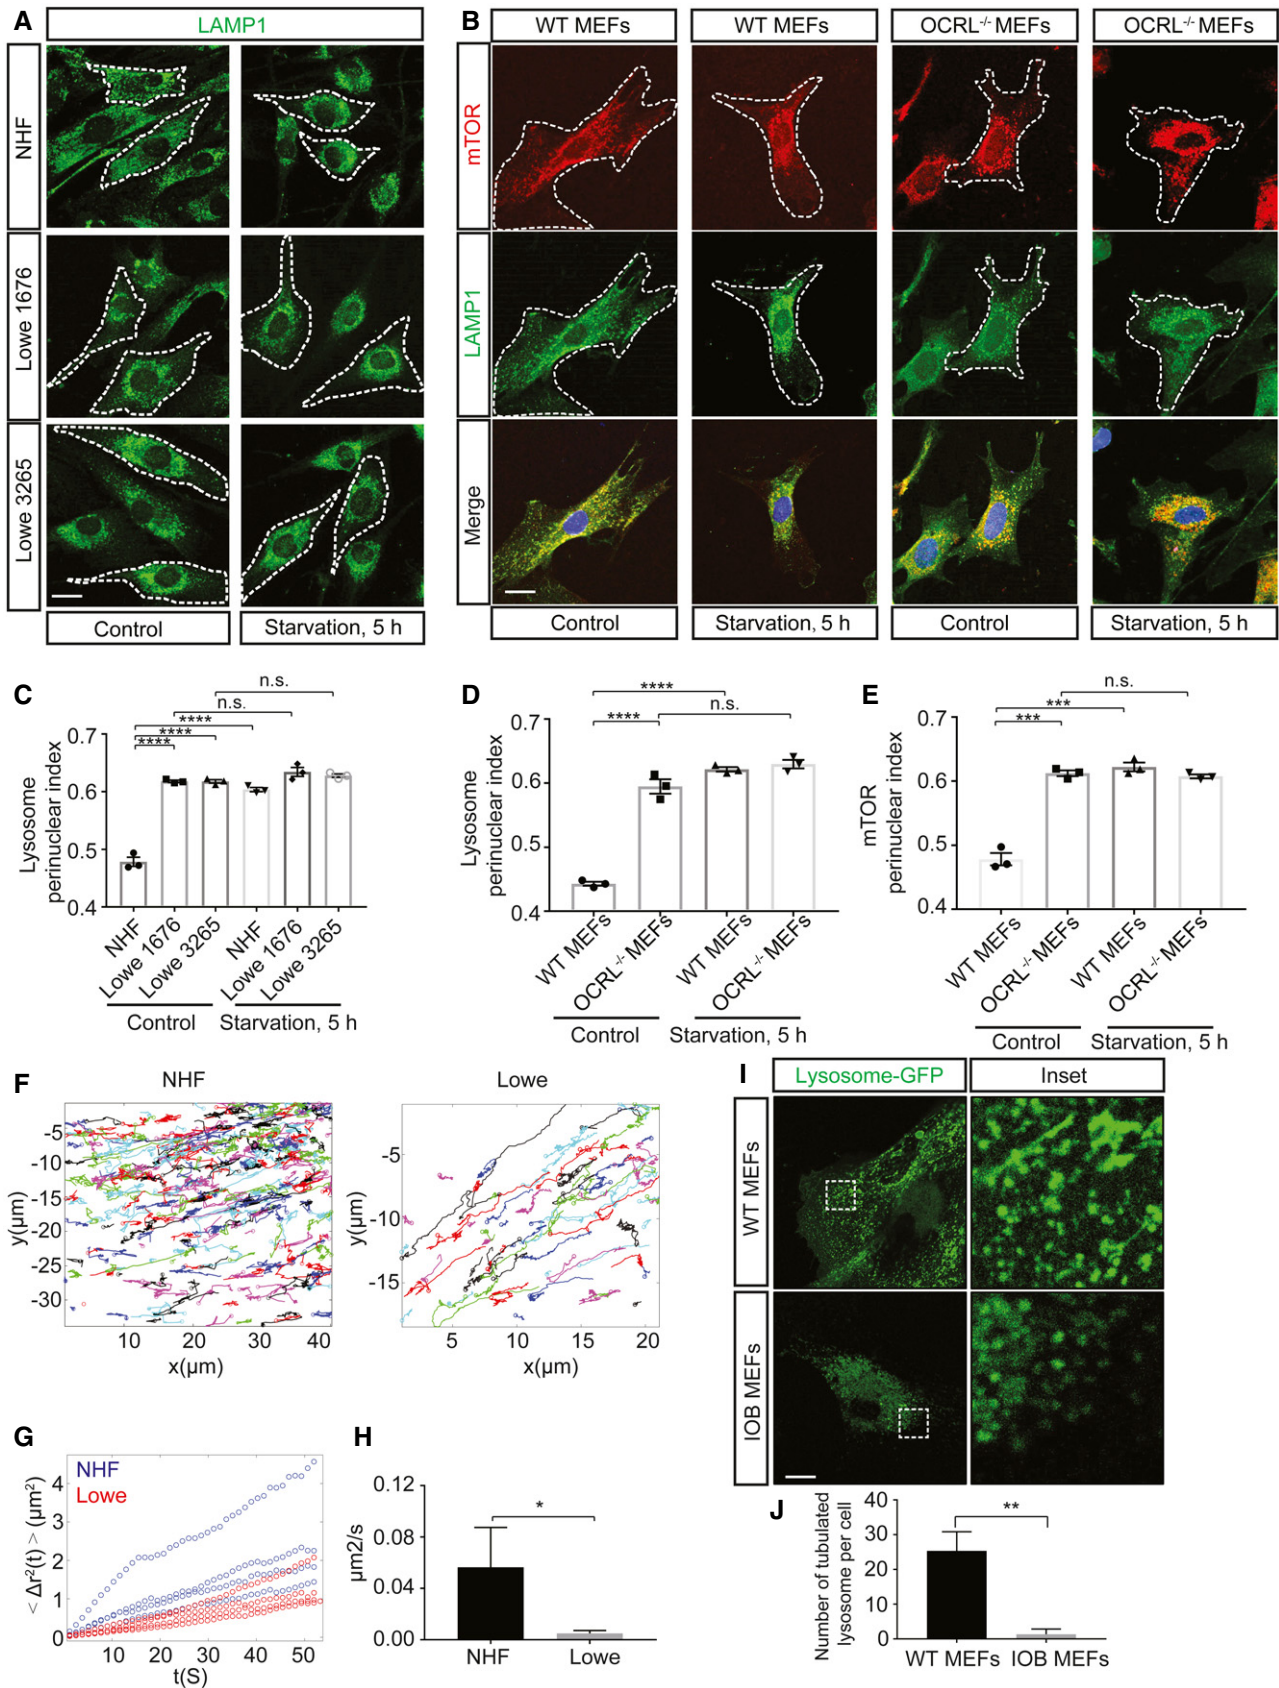 A
LAMP1
NHF
Lowe 1676
Lowe 3265
Control
Starvation, 5 h
B
WT MEFs
WT MEFs
OCRL-/- MEFs
OCRL-/- MEFs
mTOR
LAMP1
Merge
Control
Starvation, 5 h
Control
Starvation, 5 h
C
Lysosome
perinuclear index
0.7
0.6
0.5
0.4
****
****
****
n.s.
n.s.
NHF
Lowe 1676
Lowe 3265
NHF
Lowe 1676
Lowe 3265
Control
Starvation, 5 h
D
Lysosome
perinuclear index
0.7
0.6
0.5
0.4
****
****
n.s.
WT MEFs
OCRL-/- MEFs
WT MEFs
OCRL-/- MEFs
Control
Starvation, 5 h
E
mTOR
perinuclear index
0.7
0.6
0.5
0.4
***
***
n.s.
WT MEFs
OCRL-/- MEFs
WT MEFs
OCRL-/- MEFs
Control
Starvation, 5 h
F
NHF
y(μm)
-5
-10
-15
-20
-25
-30
10
20
30
40
x(μm)
Lowe
y(μm)
-5
-10
-15
5
10
15
20
x(μm)
G
NHF
Lowe
< Δr²(t) > (μm²)
4
3
2
1
0
10
20
30
40
50
t(S)
H
μm2/s
0.12
0.08
0.04
0.00
*
NHF
Lowe
I
Lysosome-GFP
Inset
WT MEFs
IOB MEFs
J
Number of tubulated
lysosome per cell
40
30
20
10
0
**
WT MEFs
IOB MEFs